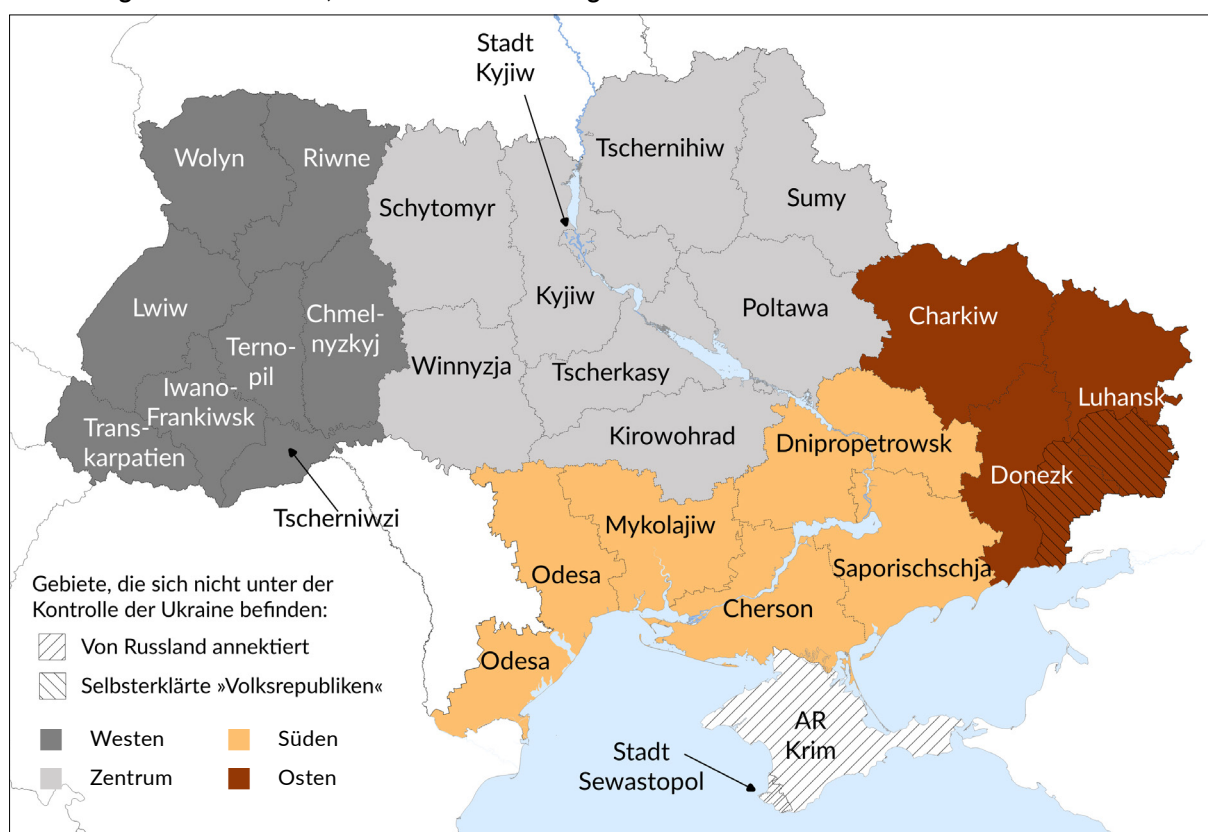 Stadt
Kyjiw
Tschernihiw
Wolyn
Riwne
Sumy
Schytomyr
Lwiw
Kyjiw
Poltawa
Charkiw
Chmel-
nyzkyj
Terno-
pil
Winnyzja
Tscherkasy
Luhansk
Iwano-
Frankiwsk
Trans-
karpatien
Kirowohrad
Dnipropetrowsk
Donezk
Tscherniwzi
Mykolajiw
Odesa
Saporischschja
Cherson
Odesa
AR
Krim
Stadt
Sewastopol
Gebiete, die sich nicht unter der
Kontrolle der Ukraine befinden:
Von Russland annektiert
Selbsterklärte »Volksrepubliken«
Westen
Süden
Zentrum
Osten